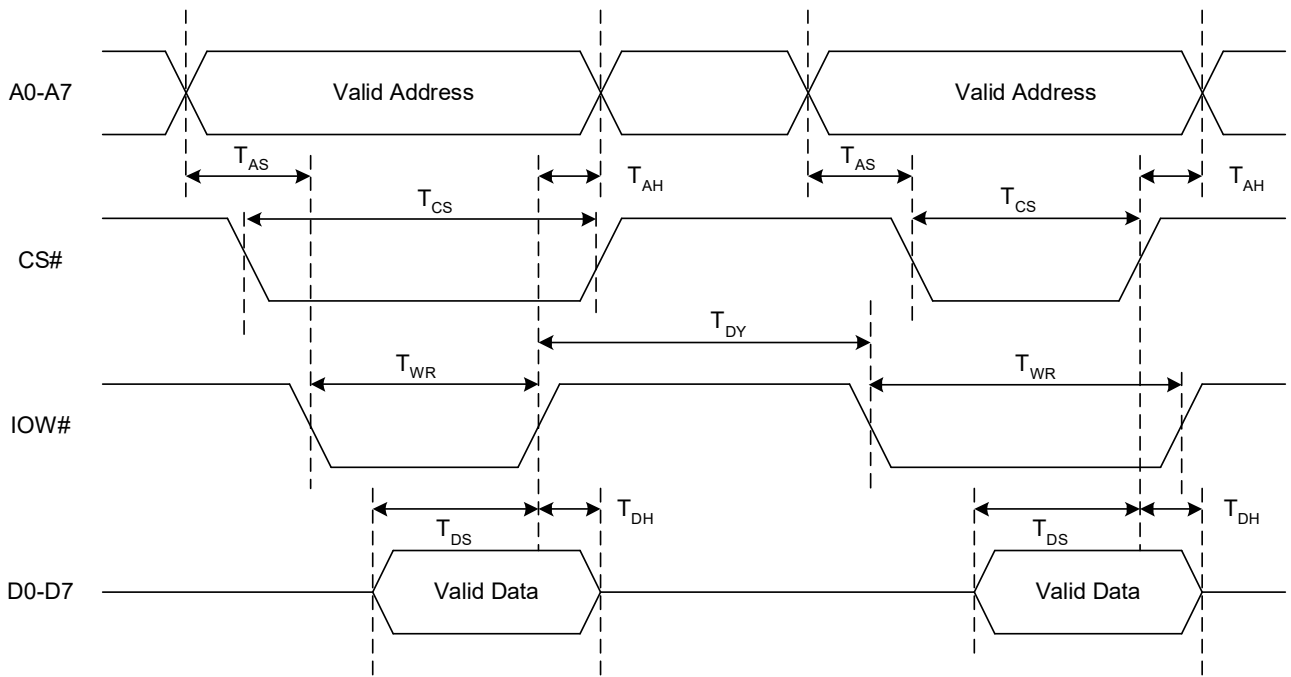 A0-A7
Valid Address
Valid Address
TAS
TAH
TAS
TAH
TCS
TCS
CS#
TDY
TWR
TWR
IOW#
TDH
TDH
TDS
TDS
D0-D7
Valid Data
Valid Data